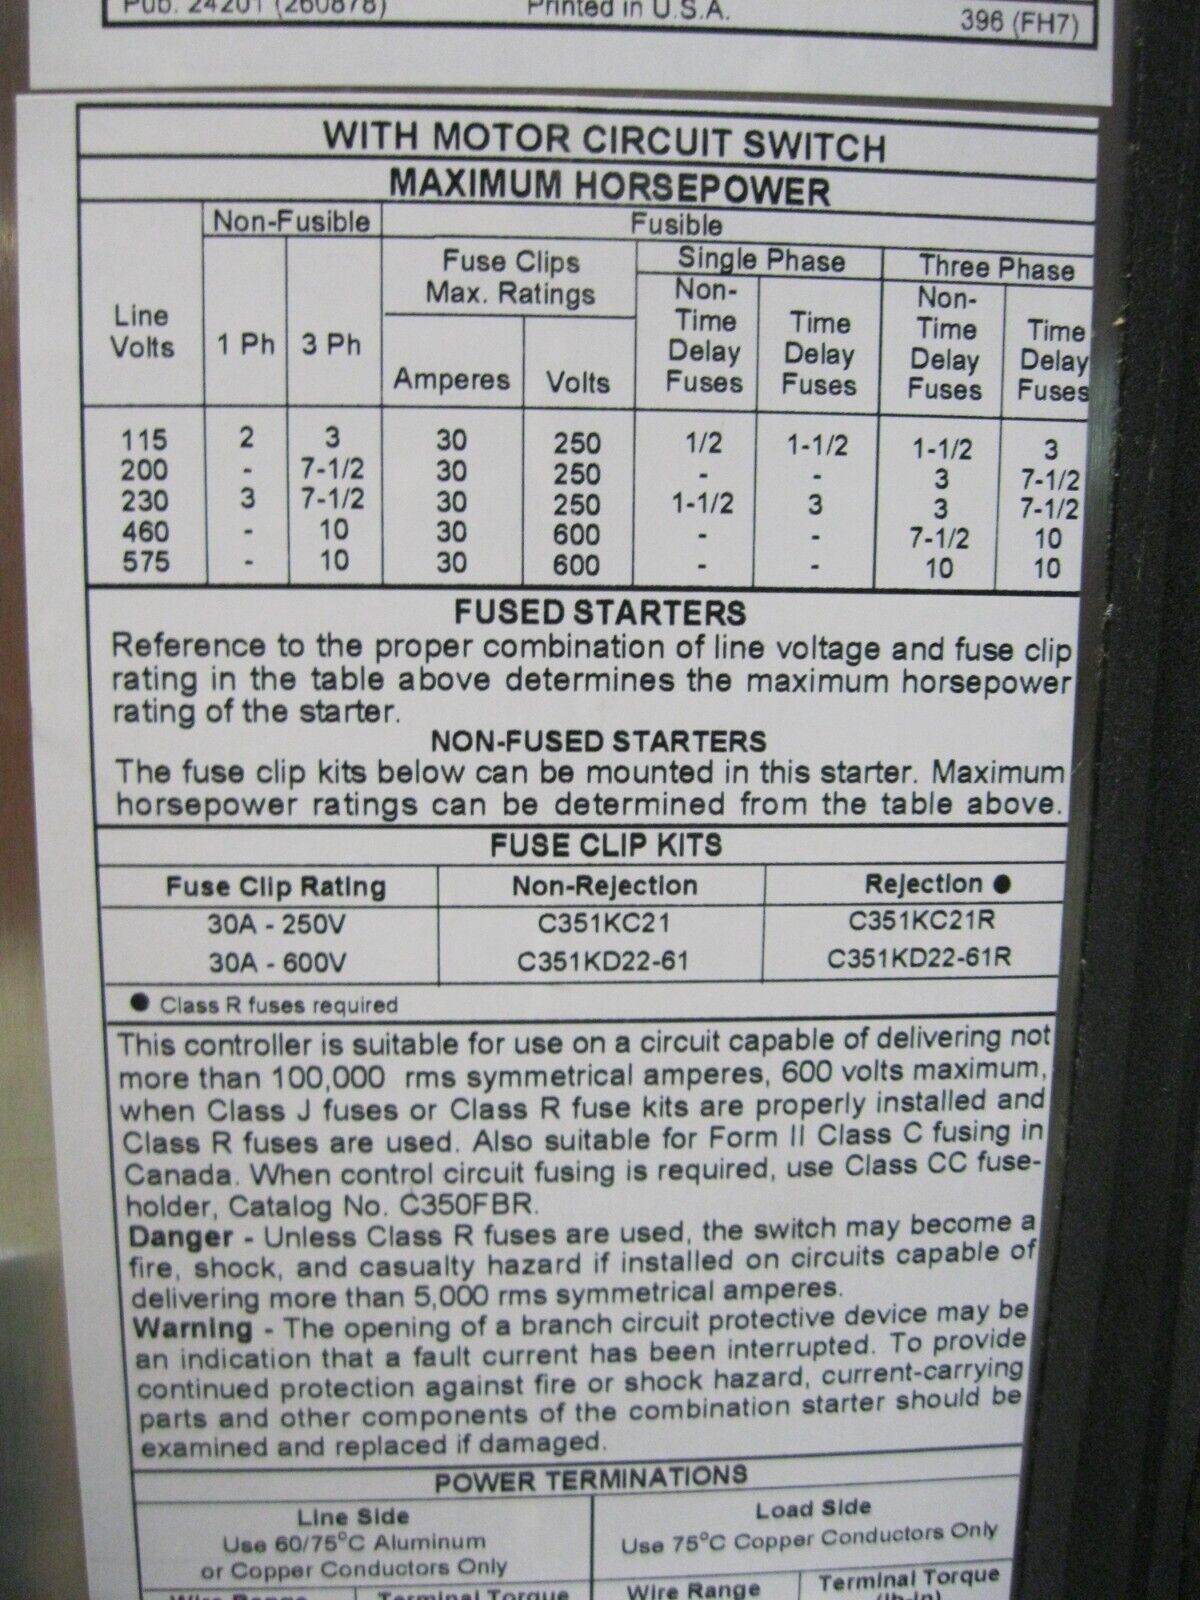 Pub. 24201 (260878) Printed in U.S.A. 396 (FH7)
WITH MOTOR CIRCUIT SWITCH
MAXIMUM HORSEPOWER
Line Volts
Non-Fusible
1 Ph 3 Ph
Fusible
Fuse Clips Max. Ratings
Amperes Volts
Single Phase
Non-Time Delay Fuses
Time Delay Fuses
Three Phase
Non-Time Delay Fuses
Time Delay Fuses
115 2 3 30 250 1/2 1-1/2 1-1/2 3
200 - 7-1/2 30 250 - - 3 7-1/2
230 3 7-1/2 30 250 1-1/2 3 3 7-1/2
460 - 10 30 600 - - 7-1/2 10
575 - 10 30 600 - - 10 10
FUSED STARTERS
Reference to the proper combination of line voltage and fuse clip
rating in the table above determines the maximum horsepower
rating of the starter.
NON-FUSED STARTERS
The fuse clip kits below can be mounted in this starter. Maximum
horsepower ratings can be determined from the table above.
FUSE CLIP KITS
Fuse Clip Rating Non-Rejection Rejection ●
30A - 250V C351KC21 C351KC21R
30A - 600V C351KD22-61 C351KD22-61R
● Class R fuses required
This controller is suitable for use on a circuit capable of delivering not
more than 100,000 rms symmetrical amperes, 600 volts maximum,
when Class J fuses or Class R fuse kits are properly installed and
Class R fuses are used. Also suitable for Form II Class C fusing in
Canada. When control circuit fusing is required, use Class CC fuse-
holder, Catalog No. C350FBR.
Danger - Unless Class R fuses are used, the switch may become a
fire, shock, and casualty hazard if installed on circuits capable of
delivering more than 5,000 rms symmetrical amperes.
Warning - The opening of a branch circuit protective device may be
an indication that a fault current has been interrupted. To provide
continued protection against fire or shock hazard, current-carrying
parts and other components of the combination starter should be
examined and replaced if damaged.
POWER TERMINATIONS
Line Side
Use 60/75°C Aluminum
or Copper Conductors Only
Load Side
Use 75°C Copper Conductors Only
Wire Range Terminal Torque Wire Range Terminal Torque
(lb-in)